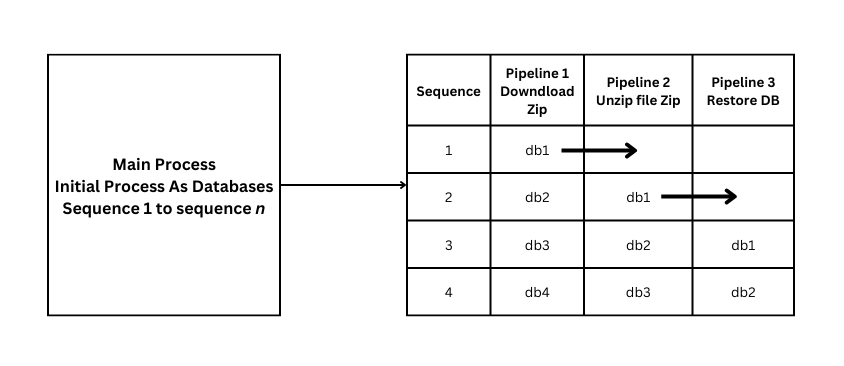 Main Process
Initial Process As Databases
Sequence 1 to sequence n
Sequence
Pipeline 1
Downdload
Zip
Pipeline 2
Unzip file Zip
Pipeline 3
Restore DB
1
db1
2
db2
db1
3
db3
db2
db1
4
db4
db3
db2